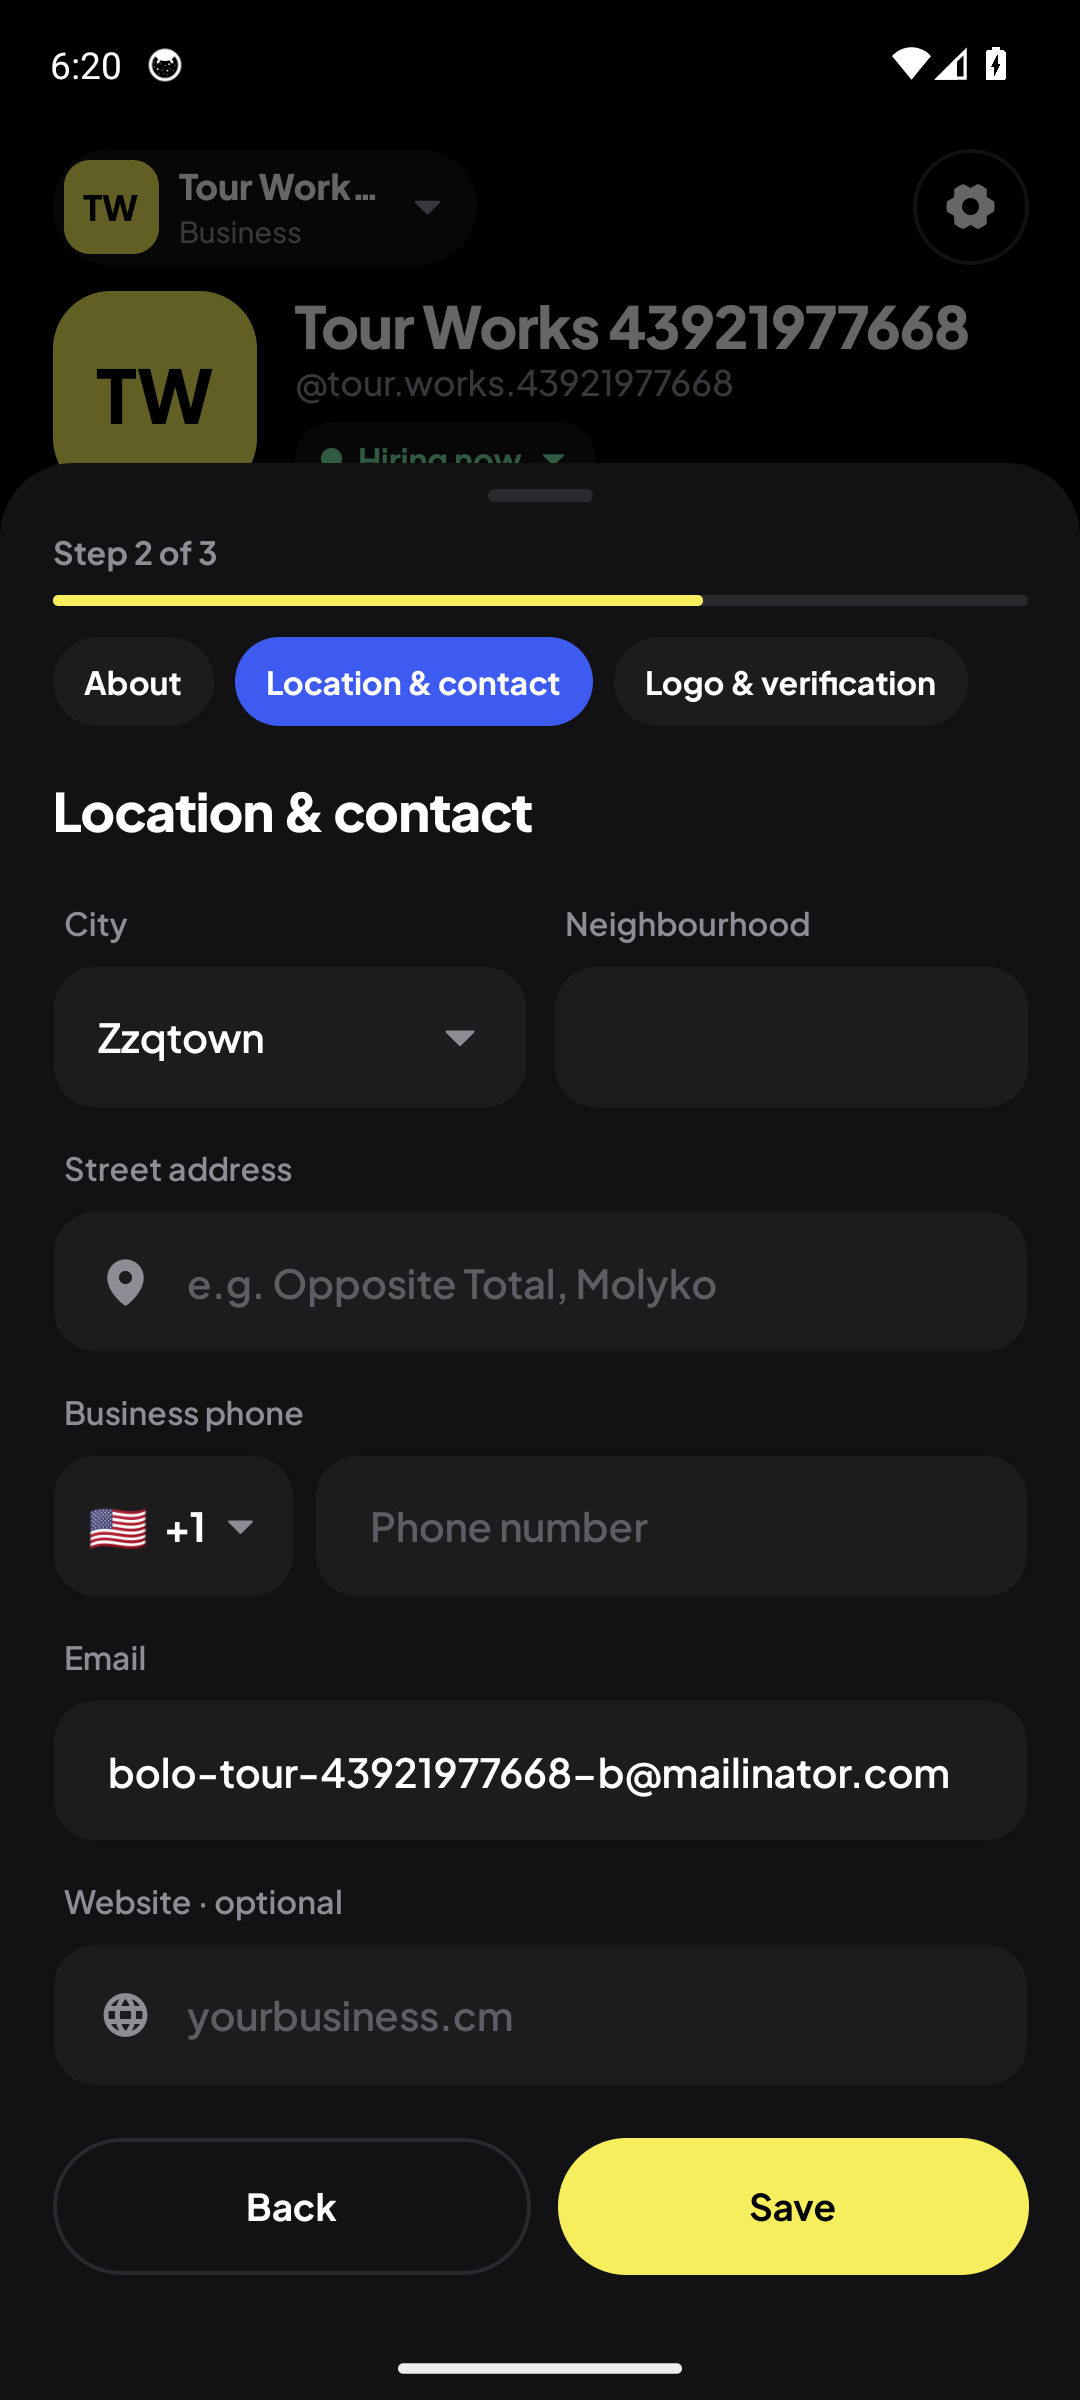 6:20
TW
Tour Work...
Business
TW
Tour Works 43921977668
@tour.works.43921977668
Hiring now
Step 2 of 3
About
Location & contact
Logo & verification
Location & contact
City
Neighbourhood
Zzqtown
Street address
e.g. Opposite Total, Molyko
Business phone
+1
Phone number
Email
bolo-tour-43921977668-b@mailinator.com
Website · optional
yourbusiness.cm
Back
Save